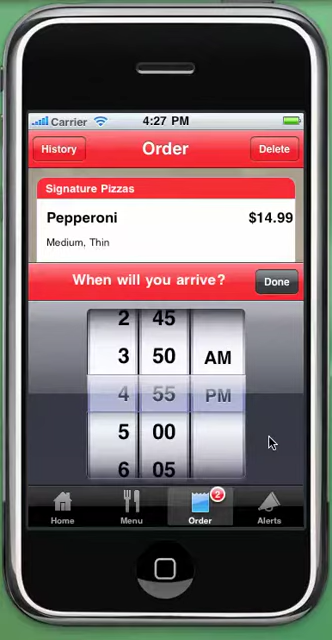 Carrier 4:27 PM
History Order Delete
Signature Pizzas
Pepperoni $14.99
Medium, Thin
When will you arrive? Done
2 45
3 50 AM
4 55 PM
5 00
6 05
2
Home Menu Order Alerts